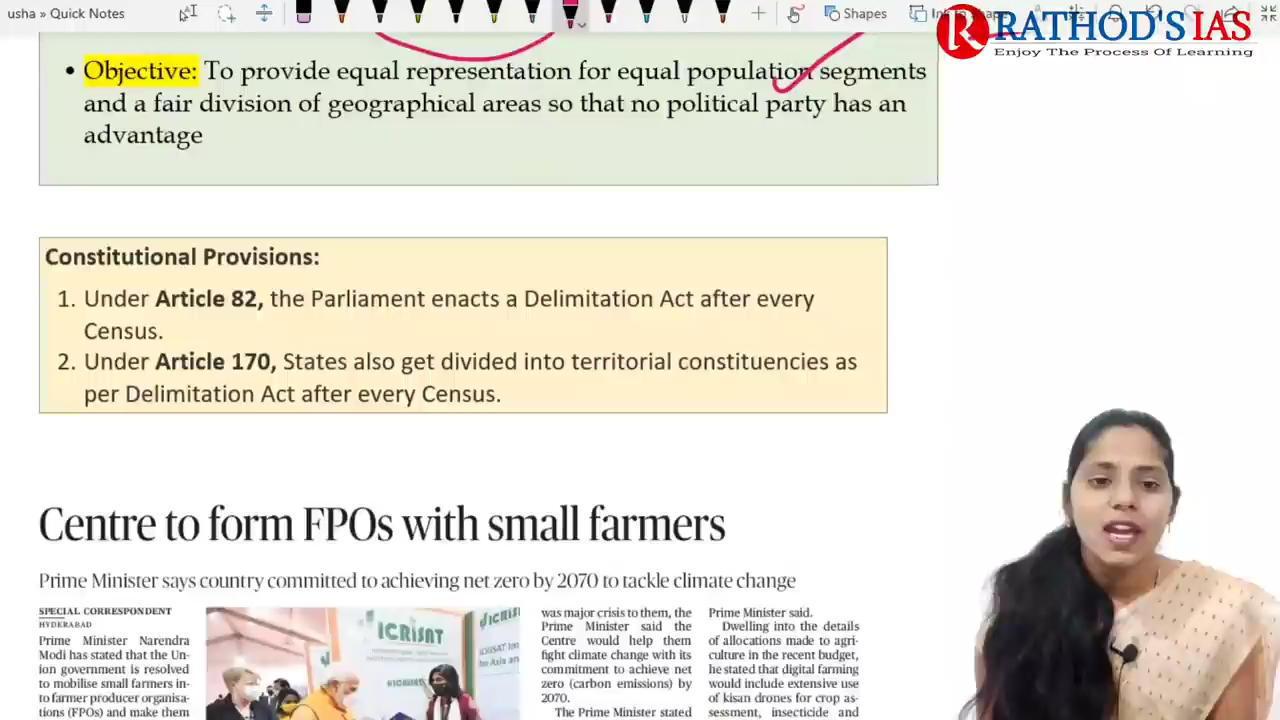 usha » Quick Notes
Shapes
RATHOD'S IAS
Enjoy The Process Of Learning
• Objective: To provide equal representation for equal population segments
and a fair division of geographical areas so that no political party has an
advantage
Constitutional Provisions:
1. Under Article 82, the Parliament enacts a Delimitation Act after every
Census.
2. Under Article 170, States also get divided into territorial constituencies as
per Delimitation Act after every Census.
Centre to form FPOs with small farmers
Prime Minister says country committed to achieving net zero by 2070 to tackle climate change
SPECIAL CORRESPONDENT
HYDERABAD
Prime Minister Narendra
Modi has stated that the Un-
ion government is resolved
to mobilise small farmers in-
to farmer producer organisa-
tions (FPOs) and make them
ICRISAT
was major crisis to them, the
Prime Minister said the
Centre would help them
fight climate change with its
commitment to achieve net
zero (carbon emissions) by
2070.
The Prime Minister stated
Prime Minister said.
Dwelling into the details
of allocations made to agri-
culture in the recent budget,
he stated that digital farming
would include extensive use
of kisan drones for crop as-
sessment, insecticide and